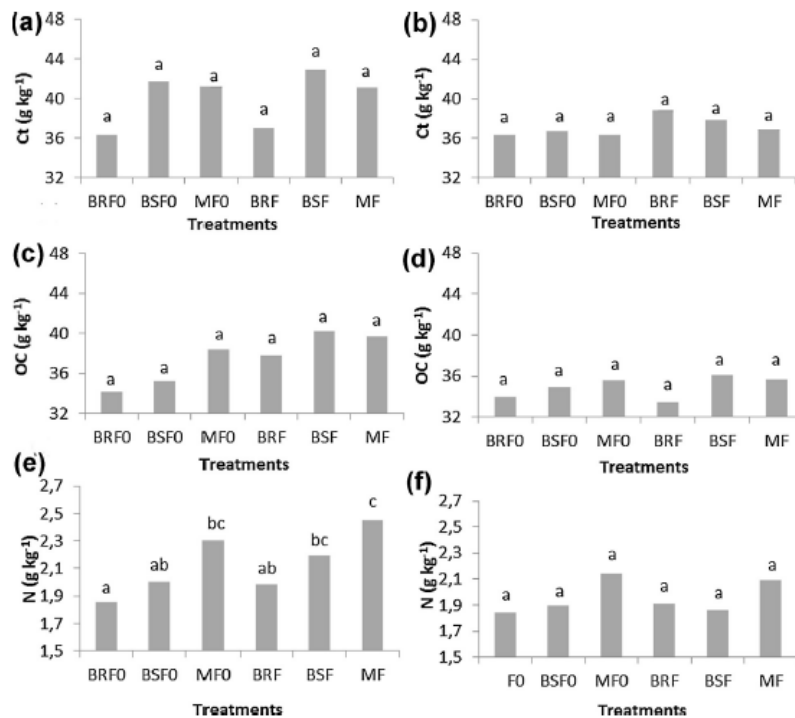 (a)
48
a
a
a
a
a
a
44
40
36
32
Ct (g kg-1)
BRF0 BSF0 MF0 BRF BSF MF
Treatments
(b)
48
44
40
36
32
Ct (g kg-1)
a a a a a a
BRF0 BSF0 MF0 BRF BSF MF
Treatments
(c)
48
44
40
36
32
OC (g kg-1)
a a a a a a
BRF0 BSF0 MF0 BRF BSF MF
Treatments
(d)
48
44
40
36
32
OC (g kg-1)
a a a a a a
BRF0 BSF0 MF0 BRF BSF MF
Treatments
(e)
2,7
2,5
2,3
2,1
1,9
1,7
1,5
N (g kg-1)
a ab bc ab bc c
BRF0 BSF0 MF0 BRF BSF MF
Treatments
(f)
2,7
2,5
2,3
2,1
1,9
1,7
1,5
N (g kg-1)
a a a a a a
F0 BSF0 MF0 BRF BSF MF
Treatments